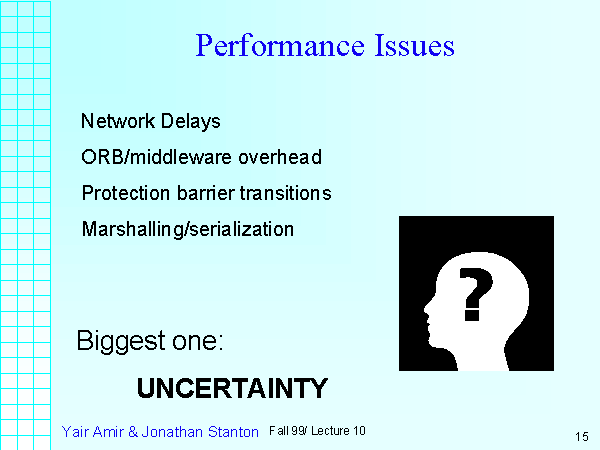 Performance Issues
Network Delays
ORB/middleware overhead
Protection barrier transitions
Marshalling/serialization
?
Biggest one:
UNCERTAINTY
Yair Amir & Jonathan Stanton Fall 99/ Lecture 10
15